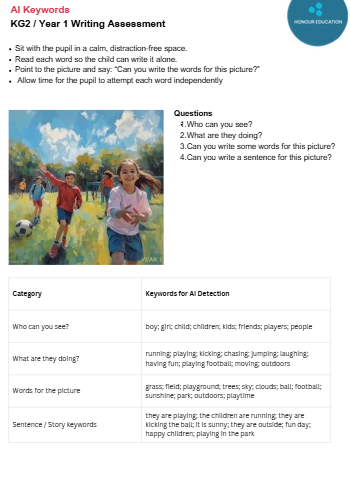 AI Keywords
KG2 / Year 1 Writing Assessment
HONOUR EDUCATION
• Sit with the pupil in a calm, distraction-free space.
• Read each word so the child can write it alone.
• Point to the picture and say: “Can you write the words for this picture?”
• Allow time for the pupil to attempt each word independently
Questions
1.Who can you see?
2.What are they doing?
3.Can you write some words for this picture?
4.Can you write a sentence for this picture?
YEAR 1
Category
Keywords for AI Detection
Who can you see?
boy; girl; child; children; kids; friends; players; people
What are they doing?
running; playing; kicking; chasing; jumping; laughing;
having fun; playing football; moving; outdoors
Words for the picture
grass; field; playground; trees; sky; clouds; ball; football;
sunshine; park; outdoors; playtime
Sentence / Story keywords
they are playing; the children are running; they are
kicking the ball; it is sunny; they are outside; fun day;
happy children; playing in the park